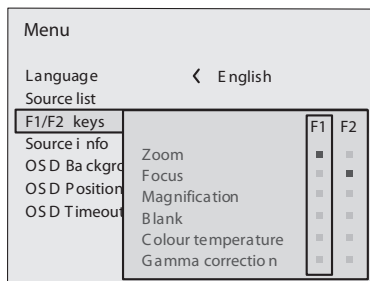 Menu
Language English
Source list
F1/F2 keys
F1 F2
Source info
Zoom
OSD Backgro
Focus
OSD Position
Magnification
OSD Timeout
Blank
Colour temperature
Gamma correction